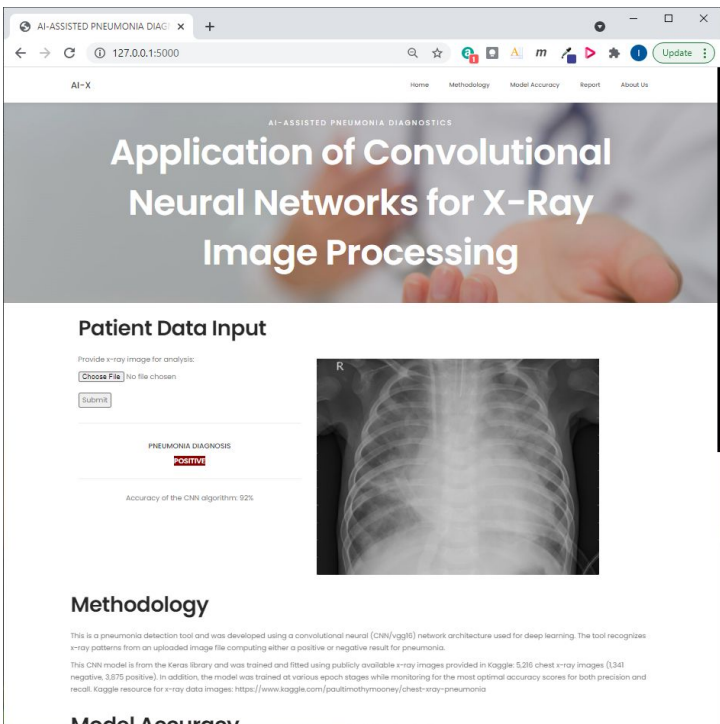 AI-ASSISTED PNEUMONIA DIAG
127.0.0.1:5000
Update
AI-X
Home Methodology Model Accuracy Report About Us
AI-ASSISTED PNEUMONIA DIAGNOSTICS
Application of Convolutional
Neural Networks for X-Ray
Image Processing
Patient Data Input
Provide x-ray image for analysis:
Choose File No file chosen
Submit
PNEUMONIA DIAGNOSIS
POSITIVE
Accuracy of the CNN algorithm: 92%
R
Methodology
This is a pneumonia detection tool and was developed using a convolutional neural (CNN/vgg16) network architecture used for deep learning. The tool recognizes
x-ray patterns from an uploaded image file computing either a positive or negative result for pneumonia.
This CNN model is from the Keras library and was trained and fitted using publicly available x-ray images provided in Kaggle: 5,216 chest x-ray images (1,341
negative, 3,875 positive). In addition, the model was trained at various epoch stages while monitoring for the most optimal accuracy scores for both precision and
recall. Kaggle resource for x-ray data images: https://www.kaggle.com/paultimothymooney/chest-xray-pneumonia
Model Accuracy